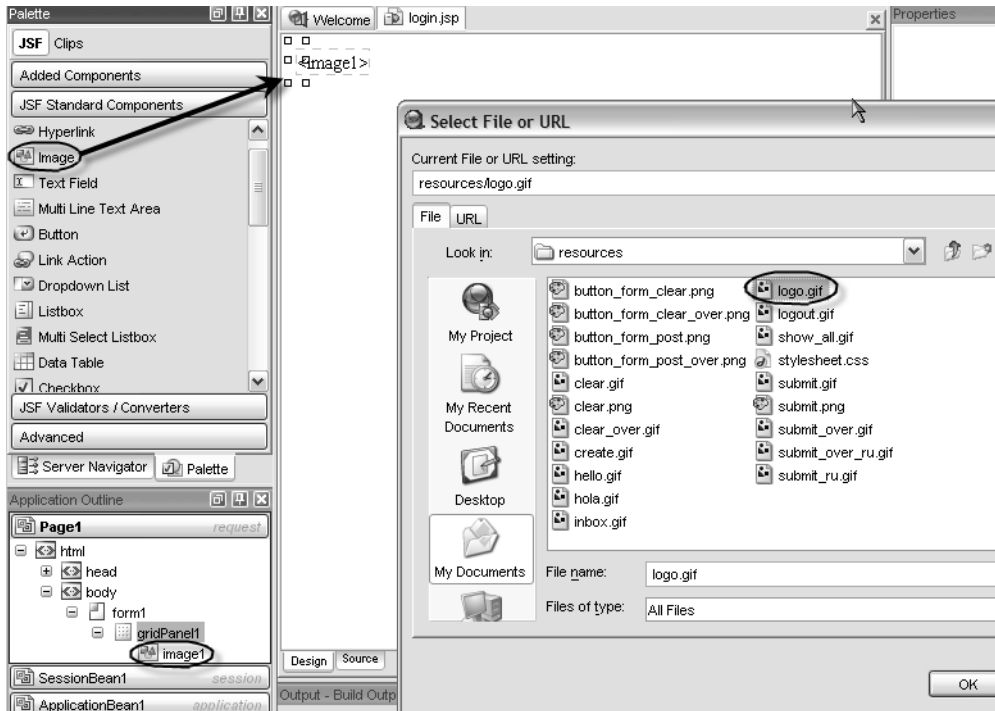 Palette
JSF Clips
Added Components
JSF Standard Components
Hyperlink
Image
Text Field
Multi Line Text Area
Button
Link Action
Dropdown List
Listbox
Multi Select Listbox
Data Table
Checkbox
JSF Validators / Converters
Advanced
Server Navigator
Palette
Application Outline
Page1 request
html
head
body
form1
gridPanel1
image1
SessionBean1 session
ApplicationBean1 application
Welcome
login.jsp
<image1>
Design
Source
Output - Build Outp
Properties
Select File or URL
Current File or URL setting:
resources/logo.gif
File
URL
Look in:
resources
My Project
My Recent
Documents
Desktop
My Documents
button_form_clear.png
button_form_clear_over.png
button_form_post.png
button_form_post_over.png
clear.gif
clear.png
clear_over.gif
create.gif
hello.gif
hola.gif
inbox.gif
logo.gif
logout.gif
show_all.gif
stylesheet.css
submit.gif
submit.png
submit_over.gif
submit_over_ru.gif
submit_ru.gif
File name:
logo.gif
Files of type:
All Files
OK